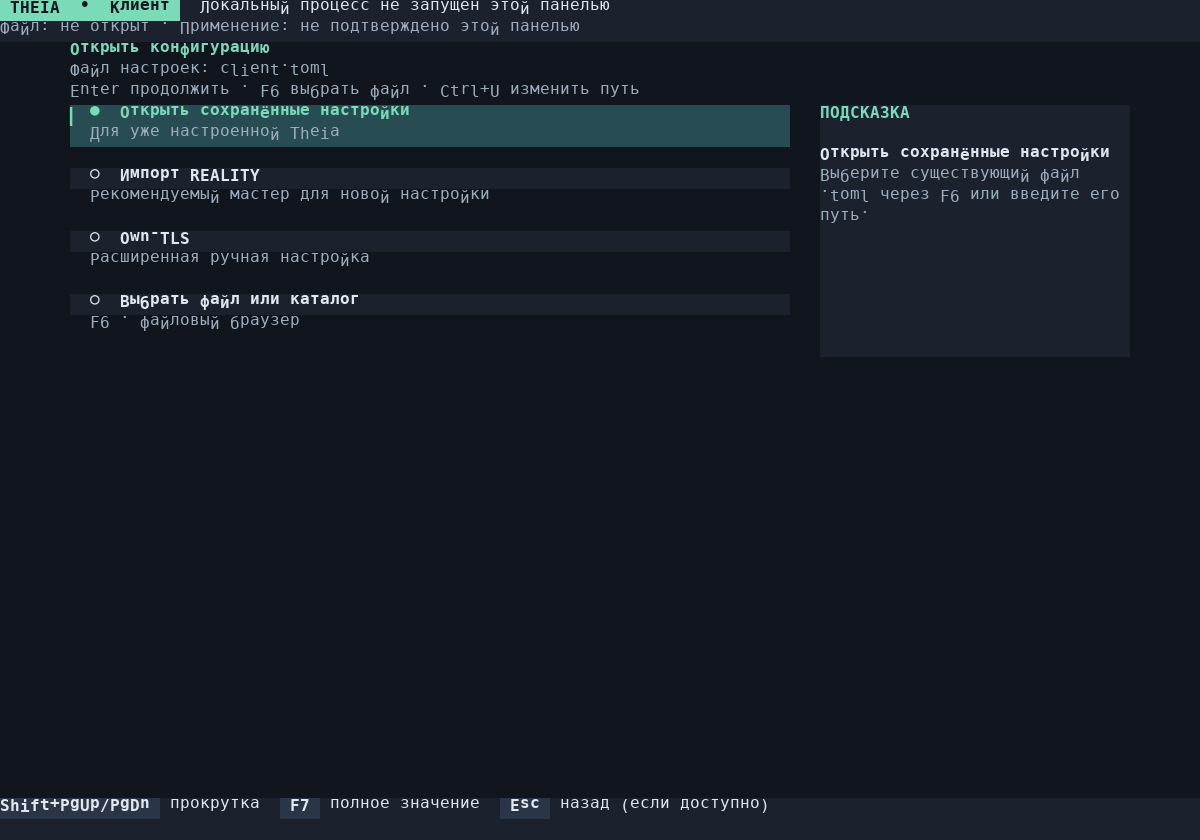 THEIA • Клиент Локальный процесс не запущен этой панелью
Файл: не открыт · Применение: не подтверждено этой панелью
Открыть конфигурацию
Файл настроек: client.toml
Enter продолжить · F6 выбрать файл · Ctrl+U изменить путь
● Открыть сохранённые настройки
Для уже настроенной Theia
○ Импорт REALITY
Рекомендуемый мастер для новой настройки
○ Own-TLS
Расширенная ручная настройка
○ Выбрать файл или каталог
F6 · файловый браузер
ПОДСКАЗКА
Открыть сохранённые настройки
Выберите существующий файл
.toml через F6 или введите его
путь.
Shift+PgUp/PgDn прокрутка F7 полное значение Esc назад (если доступно)